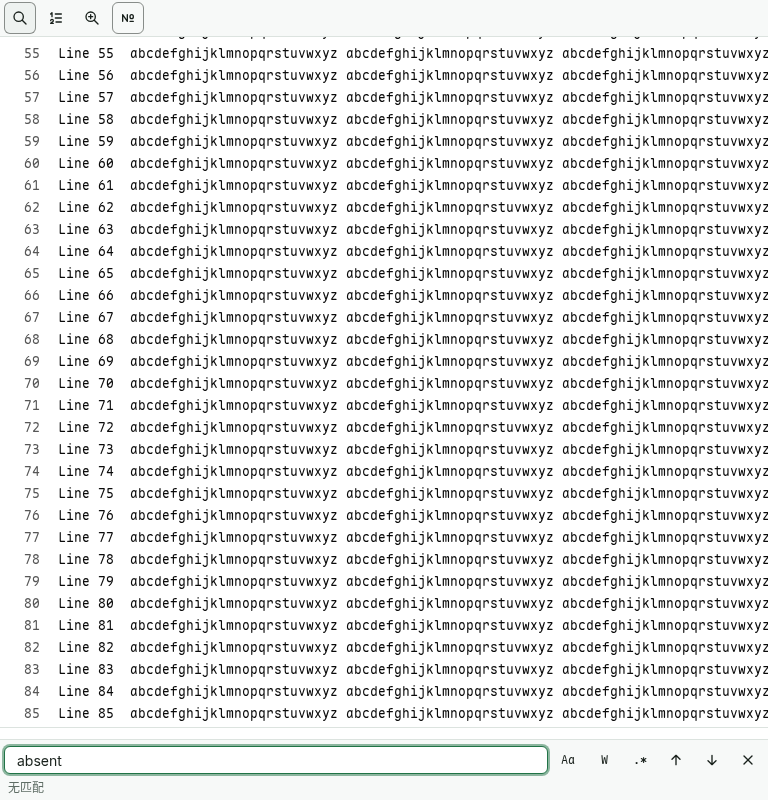 №
55 Line 55 abcdefghijklmnopqrstuvwxyz abcdefghijklmnopqrstuvwxyz abcdefghijklmnopqrstuvwxyz
56 Line 56 abcdefghijklmnopqrstuvwxyz abcdefghijklmnopqrstuvwxyz abcdefghijklmnopqrstuvwxyz
57 Line 57 abcdefghijklmnopqrstuvwxyz abcdefghijklmnopqrstuvwxyz abcdefghijklmnopqrstuvwxyz
58 Line 58 abcdefghijklmnopqrstuvwxyz abcdefghijklmnopqrstuvwxyz abcdefghijklmnopqrstuvwxyz
59 Line 59 abcdefghijklmnopqrstuvwxyz abcdefghijklmnopqrstuvwxyz abcdefghijklmnopqrstuvwxyz
60 Line 60 abcdefghijklmnopqrstuvwxyz abcdefghijklmnopqrstuvwxyz abcdefghijklmnopqrstuvwxyz
61 Line 61 abcdefghijklmnopqrstuvwxyz abcdefghijklmnopqrstuvwxyz abcdefghijklmnopqrstuvwxyz
62 Line 62 abcdefghijklmnopqrstuvwxyz abcdefghijklmnopqrstuvwxyz abcdefghijklmnopqrstuvwxyz
63 Line 63 abcdefghijklmnopqrstuvwxyz abcdefghijklmnopqrstuvwxyz abcdefghijklmnopqrstuvwxyz
64 Line 64 abcdefghijklmnopqrstuvwxyz abcdefghijklmnopqrstuvwxyz abcdefghijklmnopqrstuvwxyz
65 Line 65 abcdefghijklmnopqrstuvwxyz abcdefghijklmnopqrstuvwxyz abcdefghijklmnopqrstuvwxyz
66 Line 66 abcdefghijklmnopqrstuvwxyz abcdefghijklmnopqrstuvwxyz abcdefghijklmnopqrstuvwxyz
67 Line 67 abcdefghijklmnopqrstuvwxyz abcdefghijklmnopqrstuvwxyz abcdefghijklmnopqrstuvwxyz
68 Line 68 abcdefghijklmnopqrstuvwxyz abcdefghijklmnopqrstuvwxyz abcdefghijklmnopqrstuvwxyz
69 Line 69 abcdefghijklmnopqrstuvwxyz abcdefghijklmnopqrstuvwxyz abcdefghijklmnopqrstuvwxyz
70 Line 70 abcdefghijklmnopqrstuvwxyz abcdefghijklmnopqrstuvwxyz abcdefghijklmnopqrstuvwxyz
71 Line 71 abcdefghijklmnopqrstuvwxyz abcdefghijklmnopqrstuvwxyz abcdefghijklmnopqrstuvwxyz
72 Line 72 abcdefghijklmnopqrstuvwxyz abcdefghijklmnopqrstuvwxyz abcdefghijklmnopqrstuvwxyz
73 Line 73 abcdefghijklmnopqrstuvwxyz abcdefghijklmnopqrstuvwxyz abcdefghijklmnopqrstuvwxyz
74 Line 74 abcdefghijklmnopqrstuvwxyz abcdefghijklmnopqrstuvwxyz abcdefghijklmnopqrstuvwxyz
75 Line 75 abcdefghijklmnopqrstuvwxyz abcdefghijklmnopqrstuvwxyz abcdefghijklmnopqrstuvwxyz
76 Line 76 abcdefghijklmnopqrstuvwxyz abcdefghijklmnopqrstuvwxyz abcdefghijklmnopqrstuvwxyz
77 Line 77 abcdefghijklmnopqrstuvwxyz abcdefghijklmnopqrstuvwxyz abcdefghijklmnopqrstuvwxyz
78 Line 78 abcdefghijklmnopqrstuvwxyz abcdefghijklmnopqrstuvwxyz abcdefghijklmnopqrstuvwxyz
79 Line 79 abcdefghijklmnopqrstuvwxyz abcdefghijklmnopqrstuvwxyz abcdefghijklmnopqrstuvwxyz
80 Line 80 abcdefghijklmnopqrstuvwxyz abcdefghijklmnopqrstuvwxyz abcdefghijklmnopqrstuvwxyz
81 Line 81 abcdefghijklmnopqrstuvwxyz abcdefghijklmnopqrstuvwxyz abcdefghijklmnopqrstuvwxyz
82 Line 82 abcdefghijklmnopqrstuvwxyz abcdefghijklmnopqrstuvwxyz abcdefghijklmnopqrstuvwxyz
83 Line 83 abcdefghijklmnopqrstuvwxyz abcdefghijklmnopqrstuvwxyz abcdefghijklmnopqrstuvwxyz
84 Line 84 abcdefghijklmnopqrstuvwxyz abcdefghijklmnopqrstuvwxyz abcdefghijklmnopqrstuvwxyz
85 Line 85 abcdefghijklmnopqrstuvwxyz abcdefghijklmnopqrstuvwxyz abcdefghijklmnopqrstuvwxyz
absent Aa W .*
无匹配